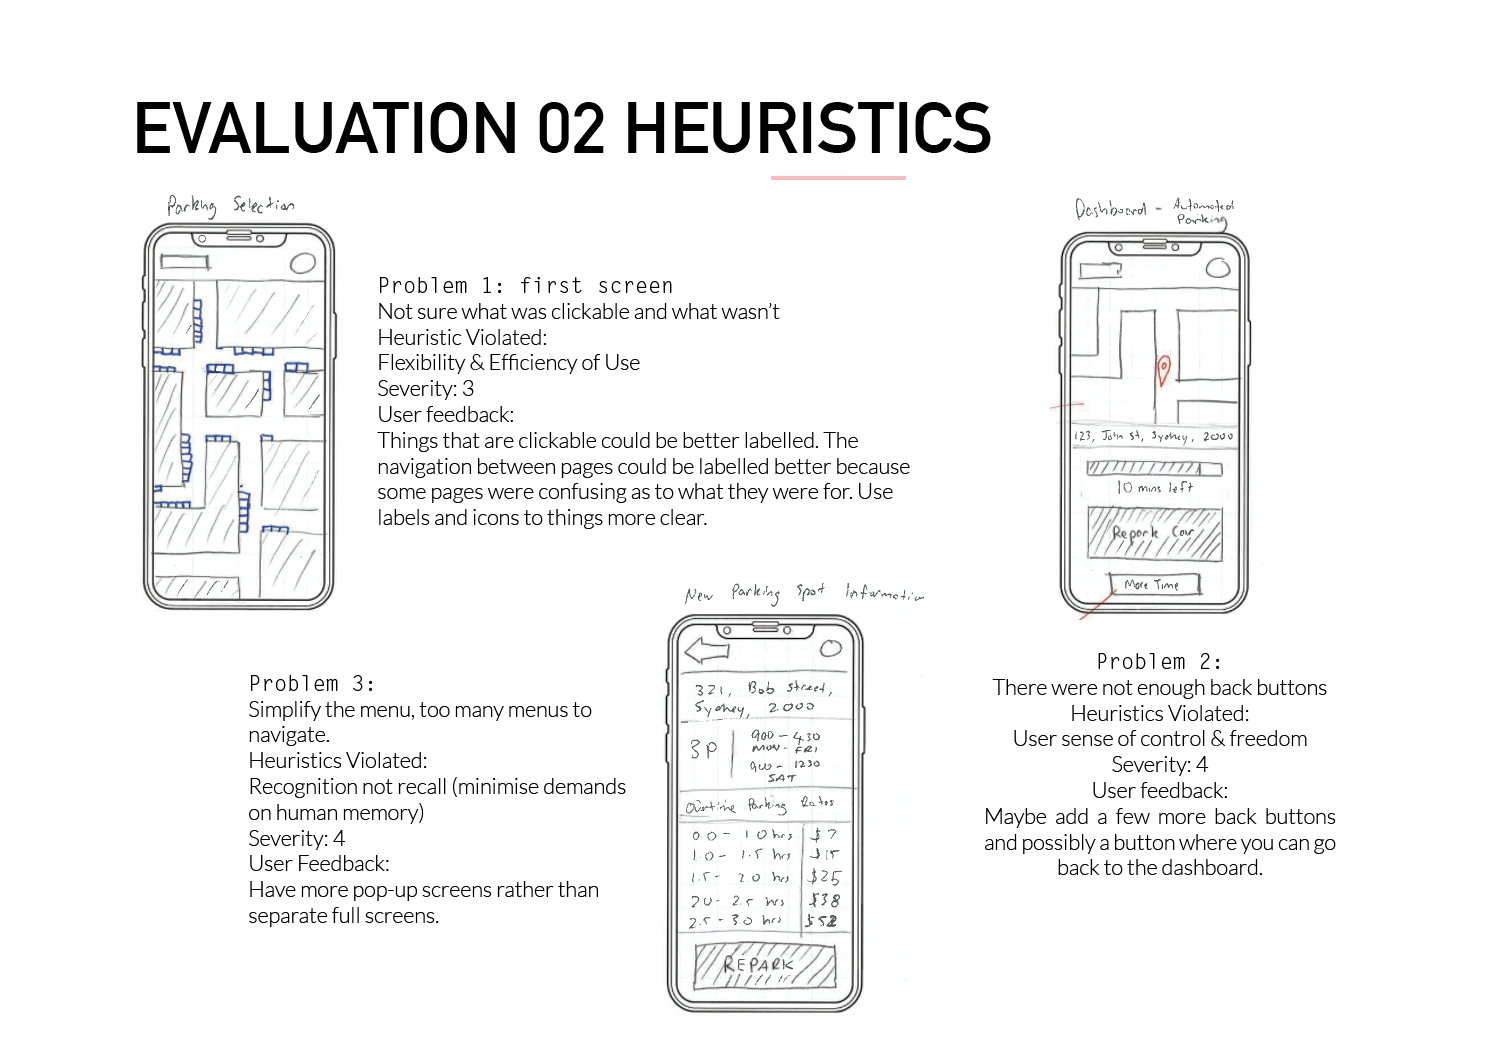 EVALUATION 02 HEURISTICS
Parking Selection
Problem 1: first screen
Not sure what was clickable and what wasn't
Heuristic Violated:
Flexibility & Efficiency of Use
Severity: 3
User feedback:
Things that are clickable could be better labelled. The
navigation between pages could be labelled better because
some pages were confusing as to what they were for. Use
labels and icons to things more clear.
Dashboard - Automated
Parking
123, John St, Sydney, 2000
10 mins left
Repark Car
More Time
Problem 2:
There were not enough back buttons
Heuristics Violated:
User sense of control & freedom
Severity: 4
User feedback:
Maybe add a few more back buttons
and possibly a button where you can go
back to the dashboard.
Problem 3:
Simplify the menu, too many menus to
navigate.
Heuristics Violated:
Recognition not recall (minimise demands
on human memory)
Severity: 4
User Feedback:
Have more pop-up screens rather than
separate full screens.
New Parking Spot Information
321, Bob Street,
Sydney, 2000
3P
900 - 430
MON - FRI
900 - 1230
SAT
Overtime Parking Rates
0.0 - 1.0 hrs $7
1.0 - 1.5 hrs $15
1.5 - 2.0 hrs $25
2.0 - 2.5 hrs $38
2.5 - 3.0 hrs $52
REPARK